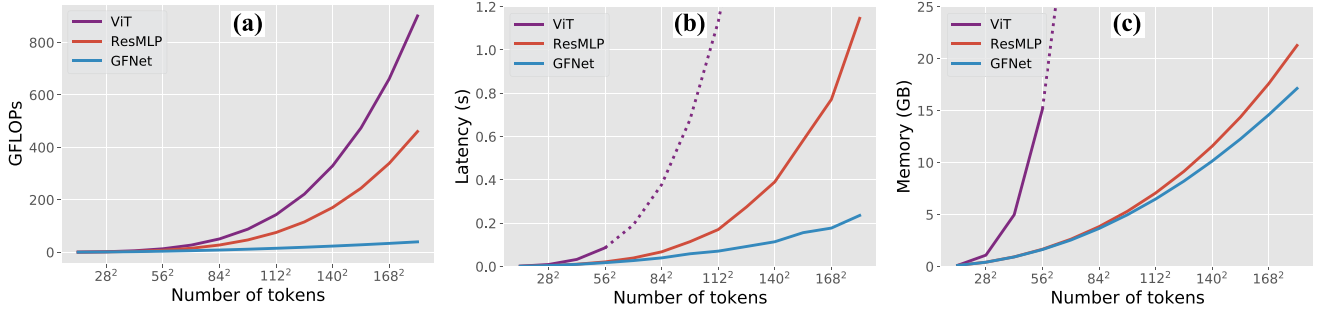 (a)
ViT
ResMLP
GFNet
GFLOPs
800
600
400
200
0
28² 56² 84² 112² 140² 168²
Number of tokens
(b)
ViT
ResMLP
GFNet
Latency (s)
1.2
1.0
0.8
0.6
0.4
0.2
0.0
28² 56² 84² 112² 140² 168²
Number of tokens
(c)
ViT
ResMLP
GFNet
Memory (GB)
25
20
15
10
5
0
28² 56² 84² 112² 140² 168²
Number of tokens